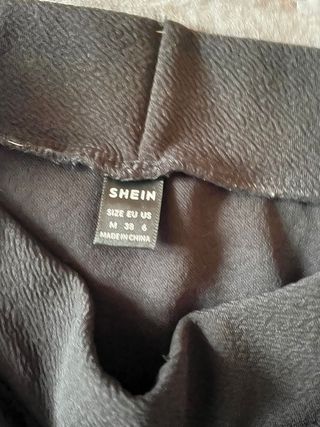 SHEIN
SIZE EU US
M 38 6
MADE IN CHINA